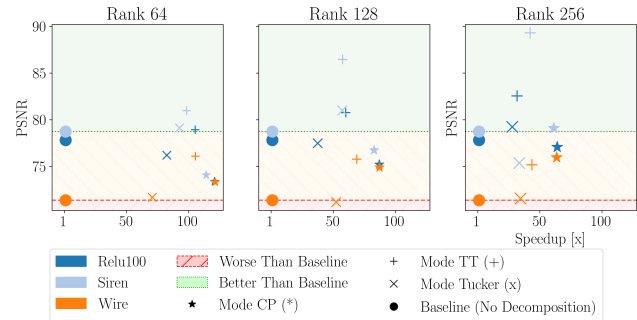 Rank 64
Rank 128
Rank 256
90
85
80
75
PSNR
PSNR
PSNR
1 50 100
1 50 100
1 50 100
Speedup [x]
Relu100
Siren
Wire
Worse Than Baseline
Better Than Baseline
Mode CP (*)
Mode TT (+)
Mode Tucker (x)
Baseline (No Decomposition)